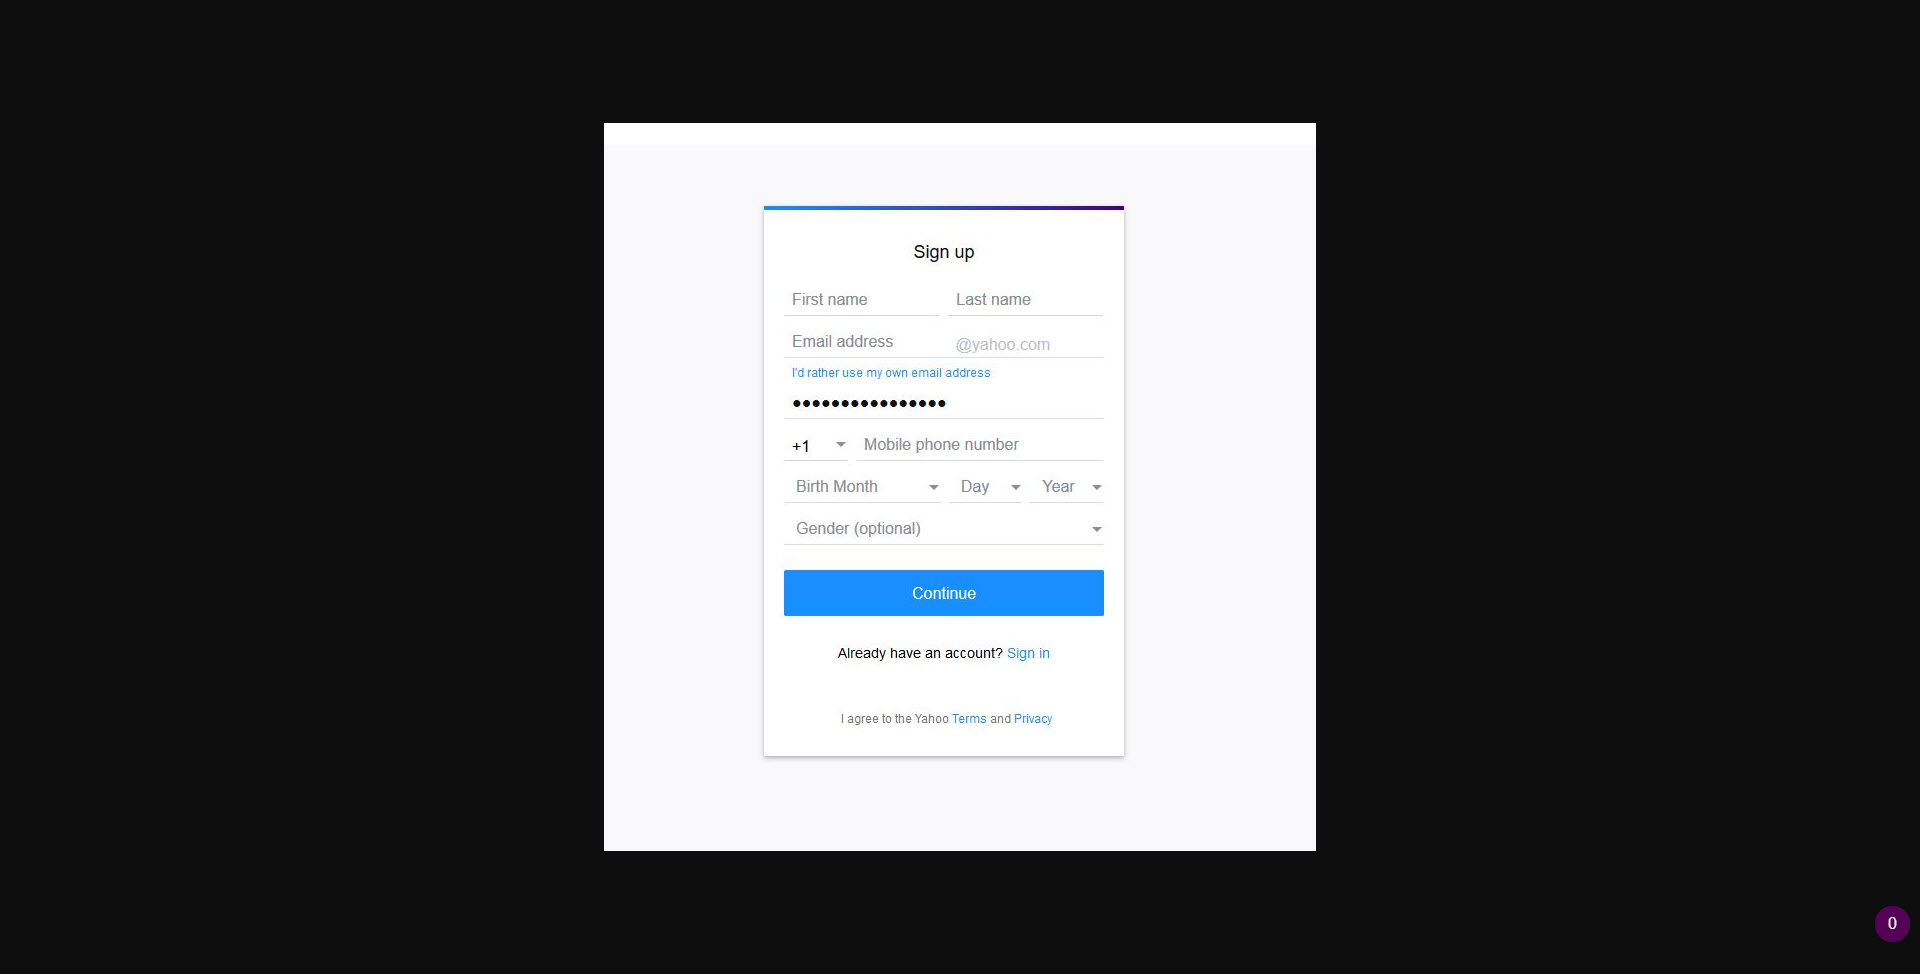 Sign up
First name Last name
Email address @yahoo.com
I'd rather use my own email address
●●●●●●●●●●●●●●●●
+1 Mobile phone number
Birth Month Day Year
Gender (optional)
Continue
Already have an account? Sign in
I agree to the Yahoo Terms and Privacy
0